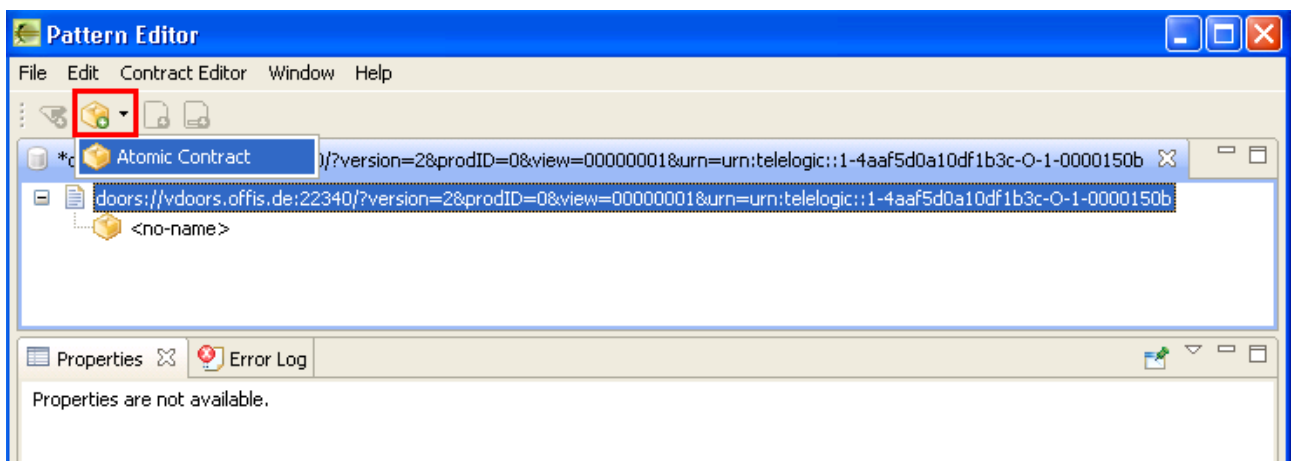 Pattern Editor
File Edit Contract Editor Window Help
Atomic Contract
*d )/?version=2&prodID=0&view=00000001&urn=urn:telelogic::1-4aaf5d0a10df1b3c-O-1-0000150b
doors://vdoors.offis.de:22340/?version=2&prodID=0&view=00000001&urn=urn:telelogic::1-4aaf5d0a10df1b3c-O-1-0000150b
<no-name>
Properties Error Log
Properties are not available.